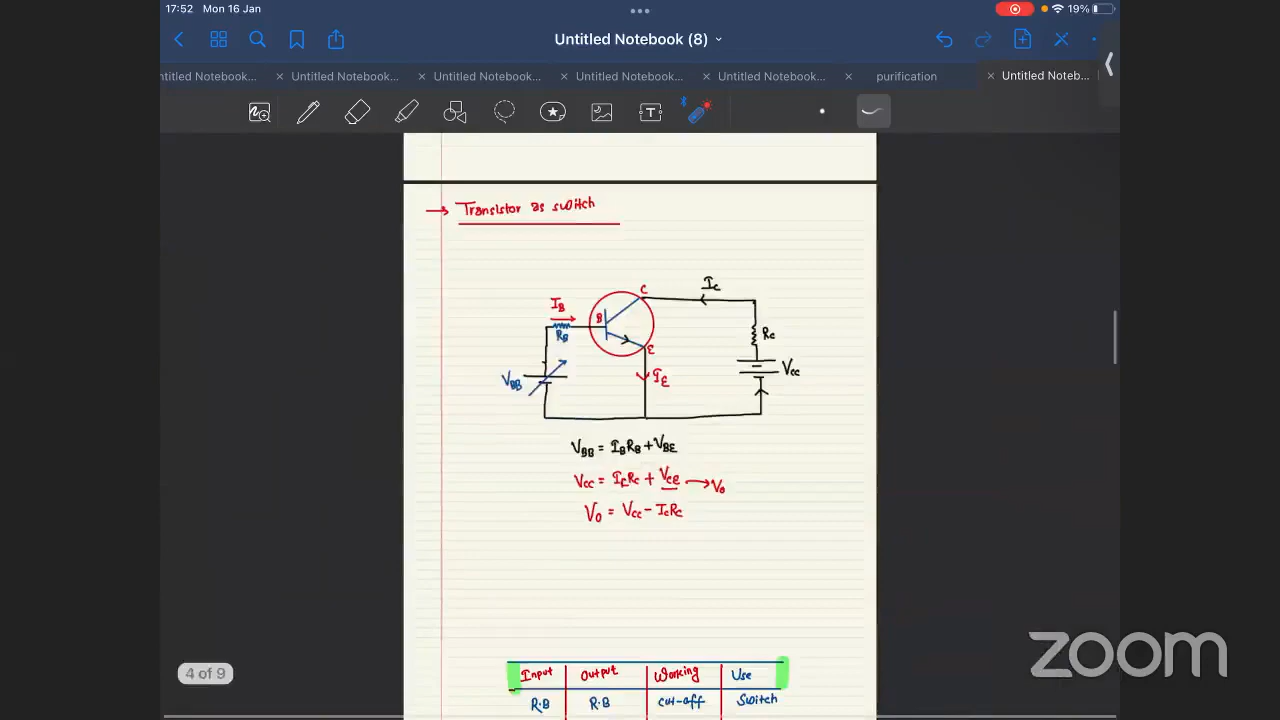 17:52 Mon 16 Jan
19%
Untitled Notebook (8)
ntitled Notebook... Untitled Notebook... Untitled Notebook... Untitled Notebook... Untitled Notebook... purification Untitled Noteb...
T
→ Transistor as switch
C
Ic
IB
B
RB
E
Rc
VBB
IE
Vcc
VBB = IBRB + VBE
Vcc = IcRc + VCE → Vo
Vo = Vcc - IcRc
4 of 9
Input Output Working Use
R.B R.B cut-off Switch
zoom